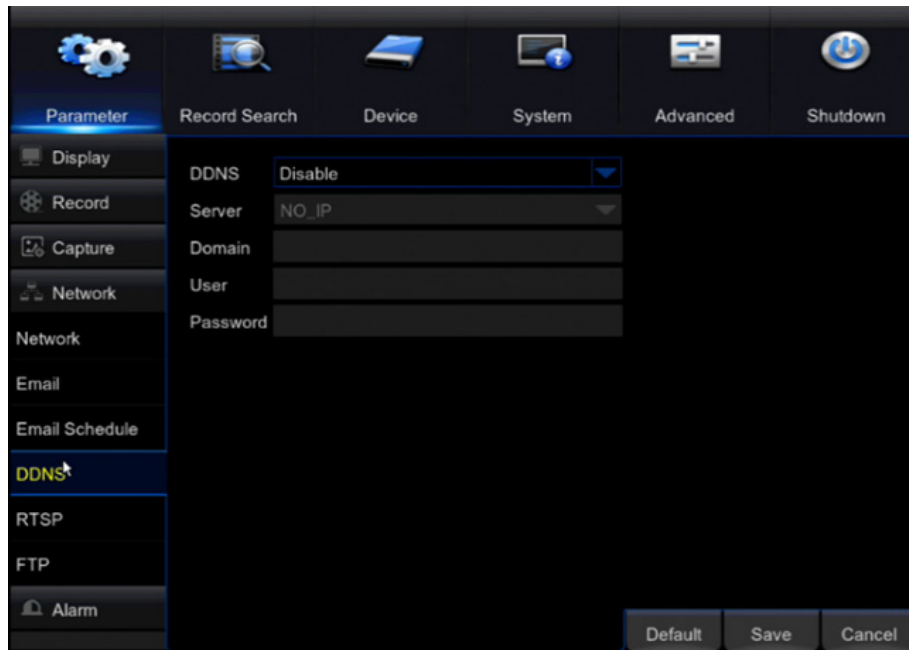 Parameter Record Search Device System Advanced Shutdown
Display
Record
Capture
Network
Network
Email
Email Schedule
DDNS
RTSP
FTP
Alarm
DDNS Disable
Server NO_IP
Domain
User
Password
Default Save Cancel